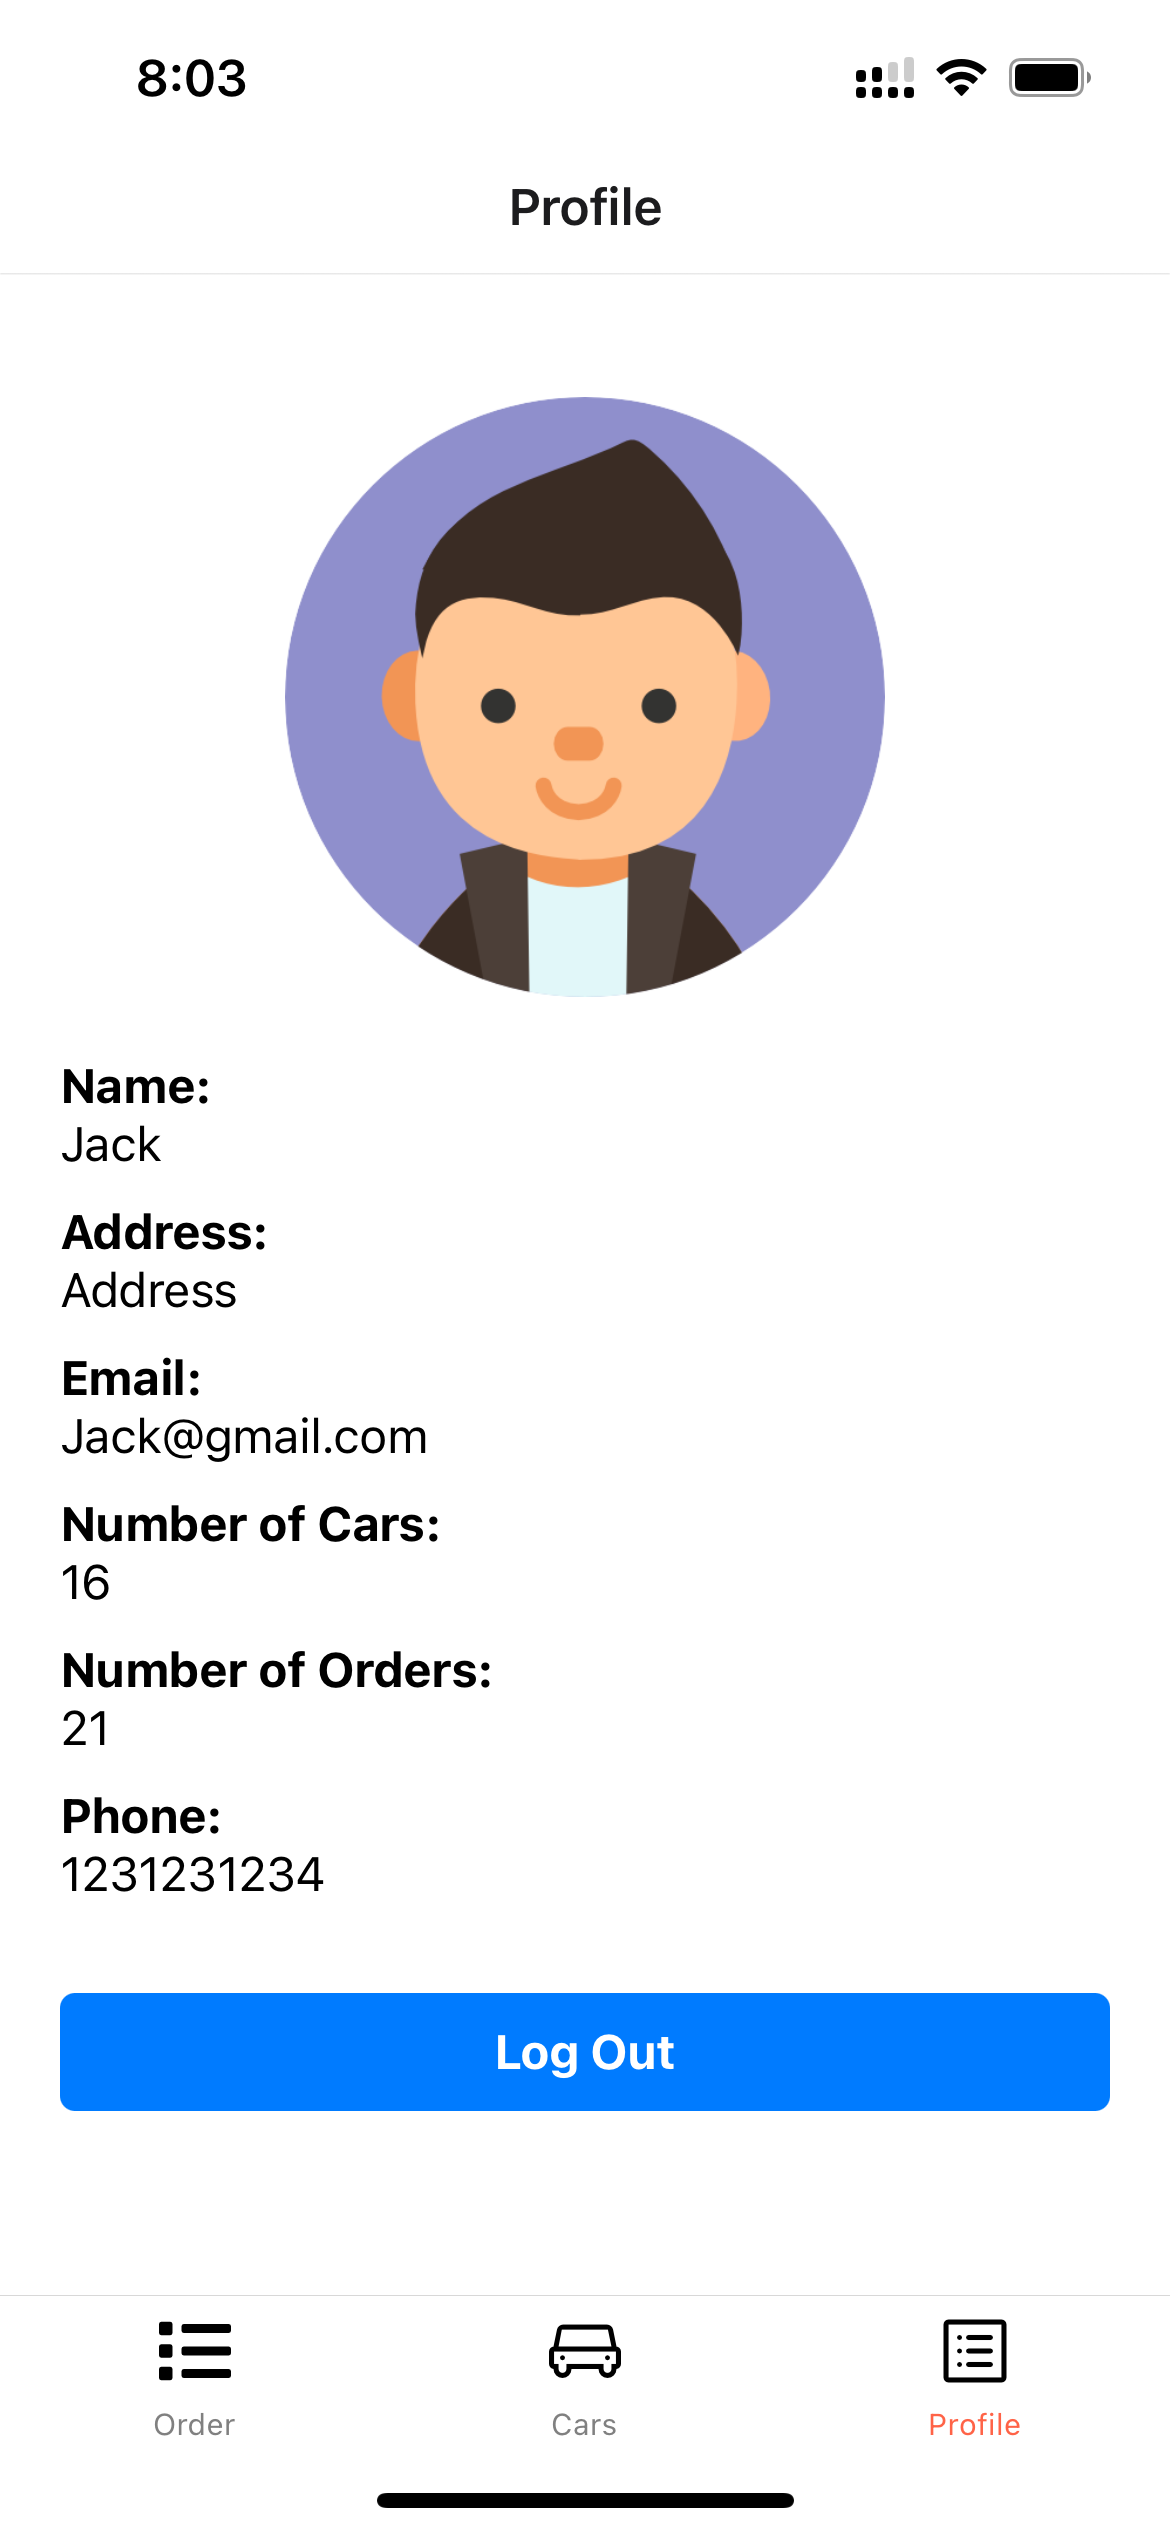 8:03
Profile
Name:
Jack
Address:
Address
Email:
Jack@gmail.com
Number of Cars:
16
Number of Orders:
21
Phone:
1231231234
Log Out
Order
Cars
Profile